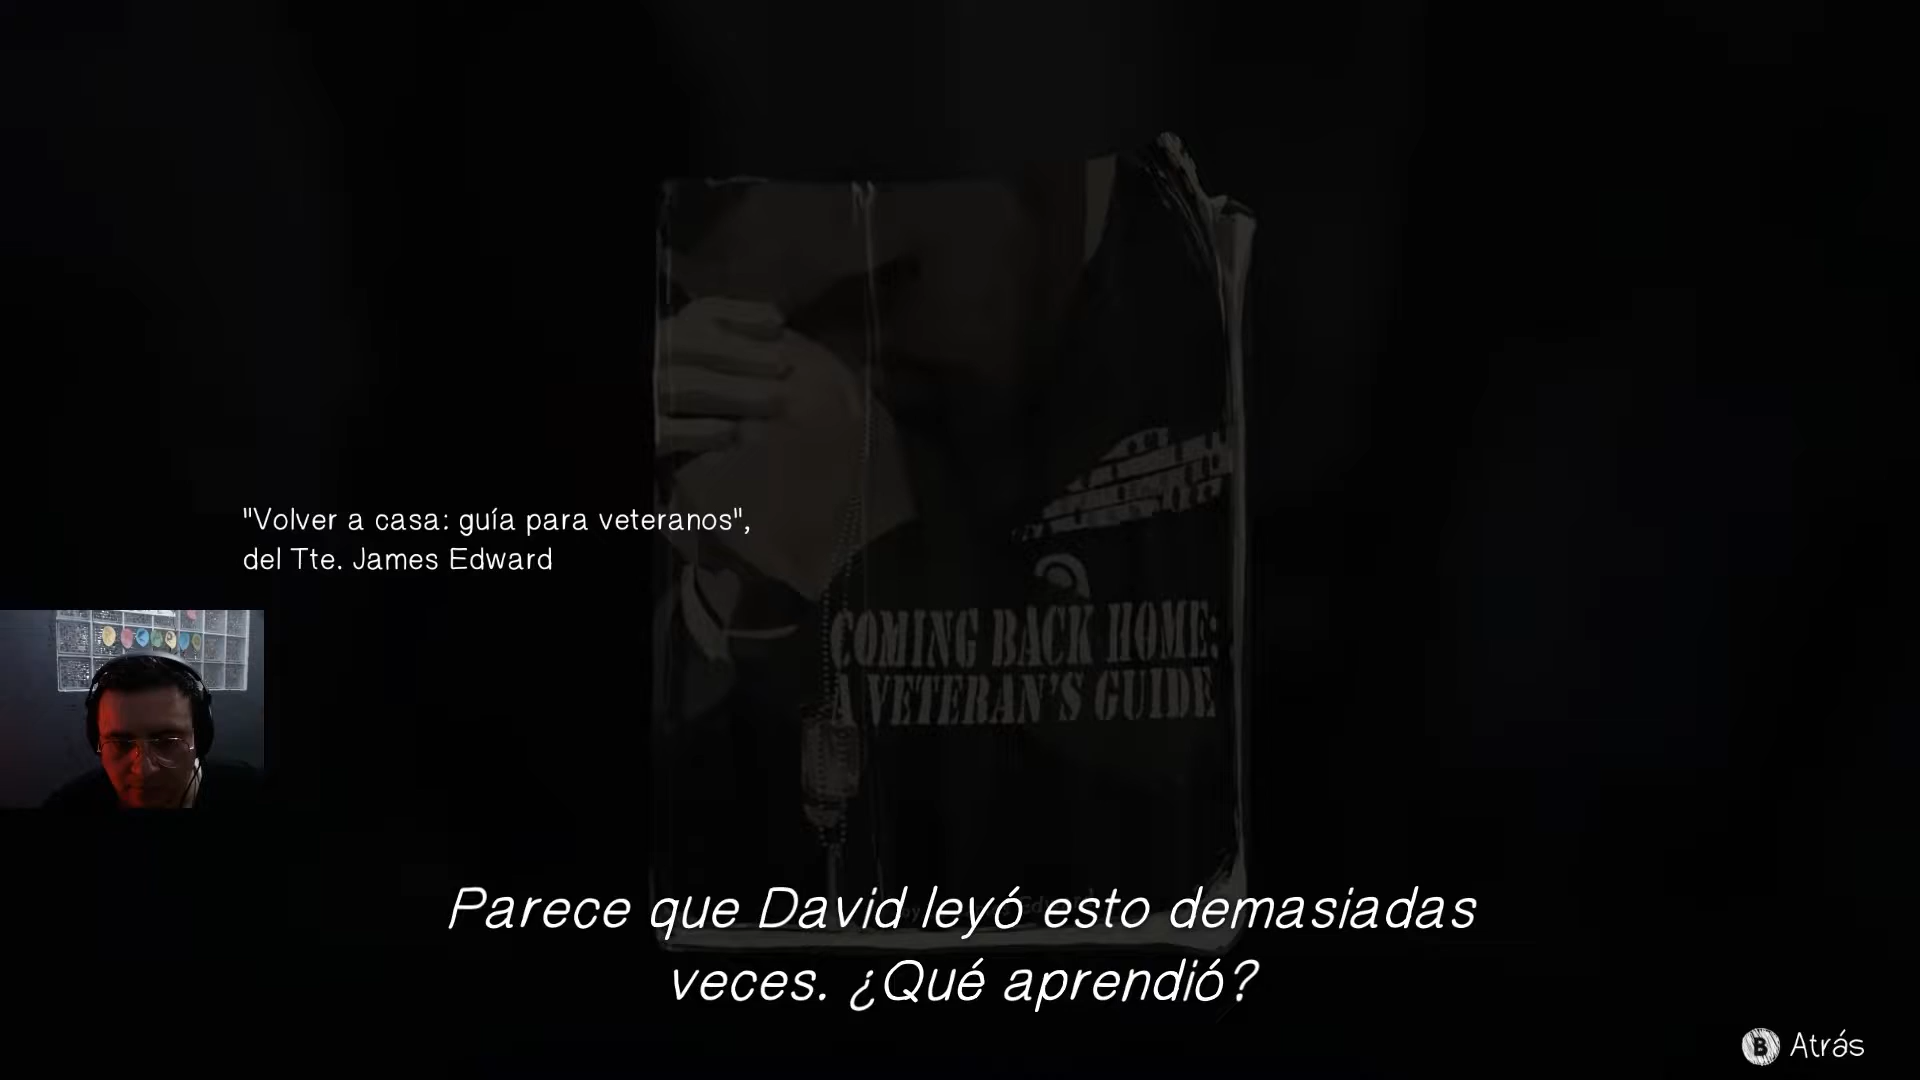 "Volver a casa: guía para veteranos",
del Tte. James Edward
COMING BACK HOME:
A VETERAN'S GUIDE
Parece que David leyó esto demasiadas
veces. ¿Qué aprendió?
B Atrás